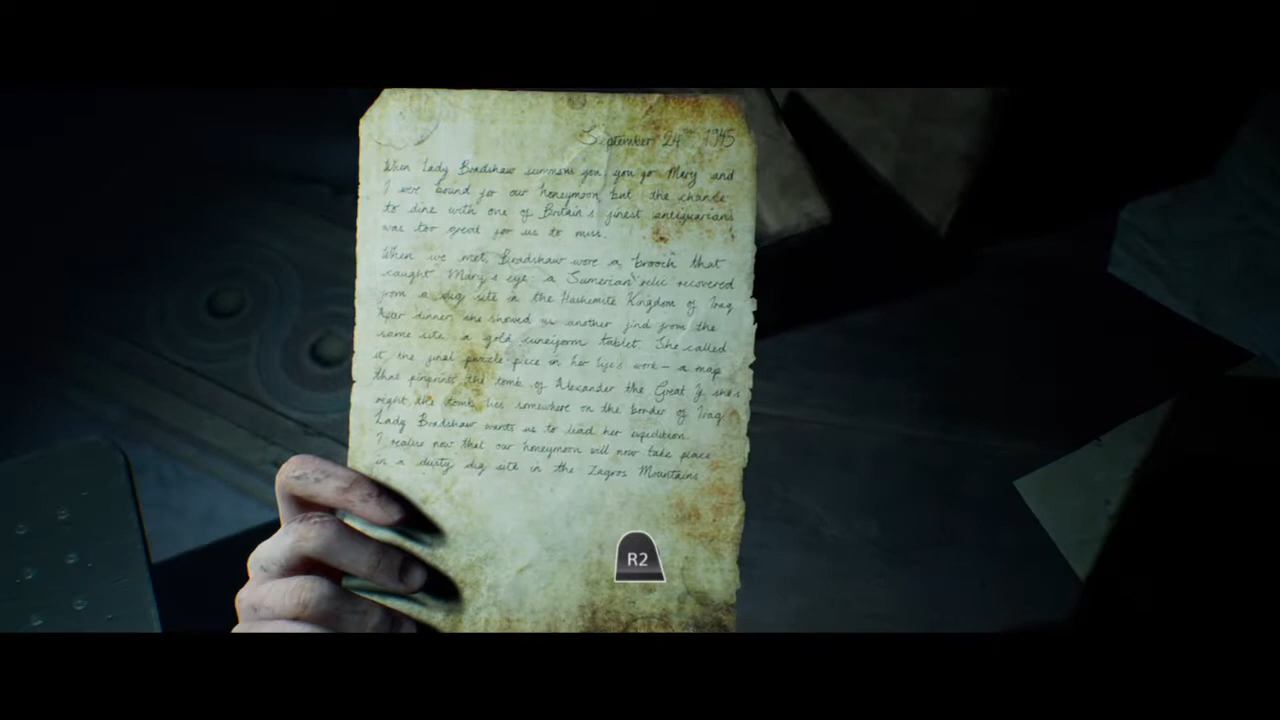 September 24th 1945
When Lady Bradshaw summons you, you go. Mary and
I were bound for our honeymoon, but the chance
to dine with one of Britain's finest antiquarians
was too great for us to miss.
When we met, Bradshaw wore a brooch that
caught Mary's eye: a Sumerian relic recovered
from a dig site in the Hashemite Kingdom of Iraq
After dinner, she showed us another find from the
same site a gold cuneiform tablet. She called
it the final puzzle-piece in her life's work – a map
that pinpoints the tomb of Alexander the Great. If she's
right, the tomb lies somewhere on the border of Iraq
Lady Bradshaw wants us to lead her expedition
I realise now that our honeymoon will now take place
in a dusty dig site in the Zagros Mountains
R2